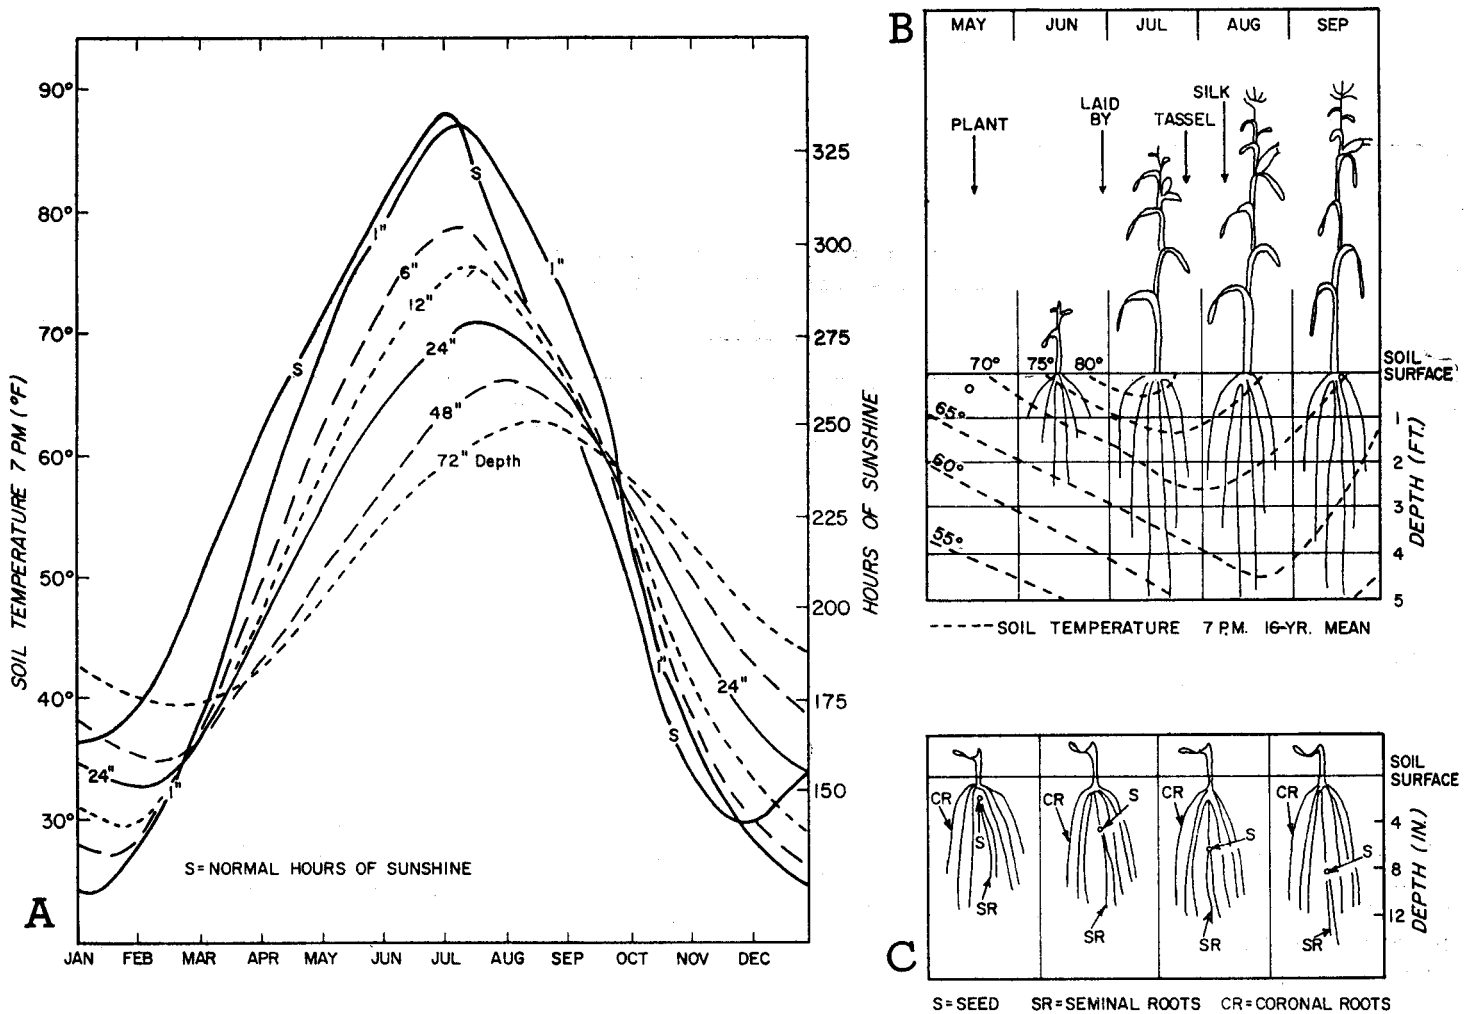 A
SOIL TEMPERATURE 7 PM (°F)
90°
80°
70°
60°
50°
40°
30°
HOURS OF SUNSHINE
325
300
275
250
225
200
175
150
S
1"
1"
6"
12"
S
24"
48"
72" Depth
1"
24"
24"
S
1"
S=NORMAL HOURS OF SUNSHINE
JAN FEB MAR APR MAY JUN JUL AUG SEP OCT NOV DEC
B
MAY JUN JUL AUG SEP
PLANT
LAID
BY
TASSEL
SILK
70° 75° 80°
65°
60°
55°
SOIL
SURFACE
1
2
3
4
5
DEPTH (FT)
-----SOIL TEMPERATURE 7 P.M. 16-YR. MEAN
C
SOIL
SURFACE
4
8
12
DEPTH (IN.)
CR S SR
CR S SR
CR S SR
CR S SR
S=SEED SR=SEMINAL ROOTS CR=CORONAL ROOTS